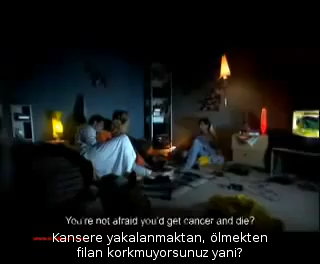 You're not afraid you'd get cancer and die?
Kansere yakalanmaktan, ölmekten
filan korkmuyorsunuz yani?